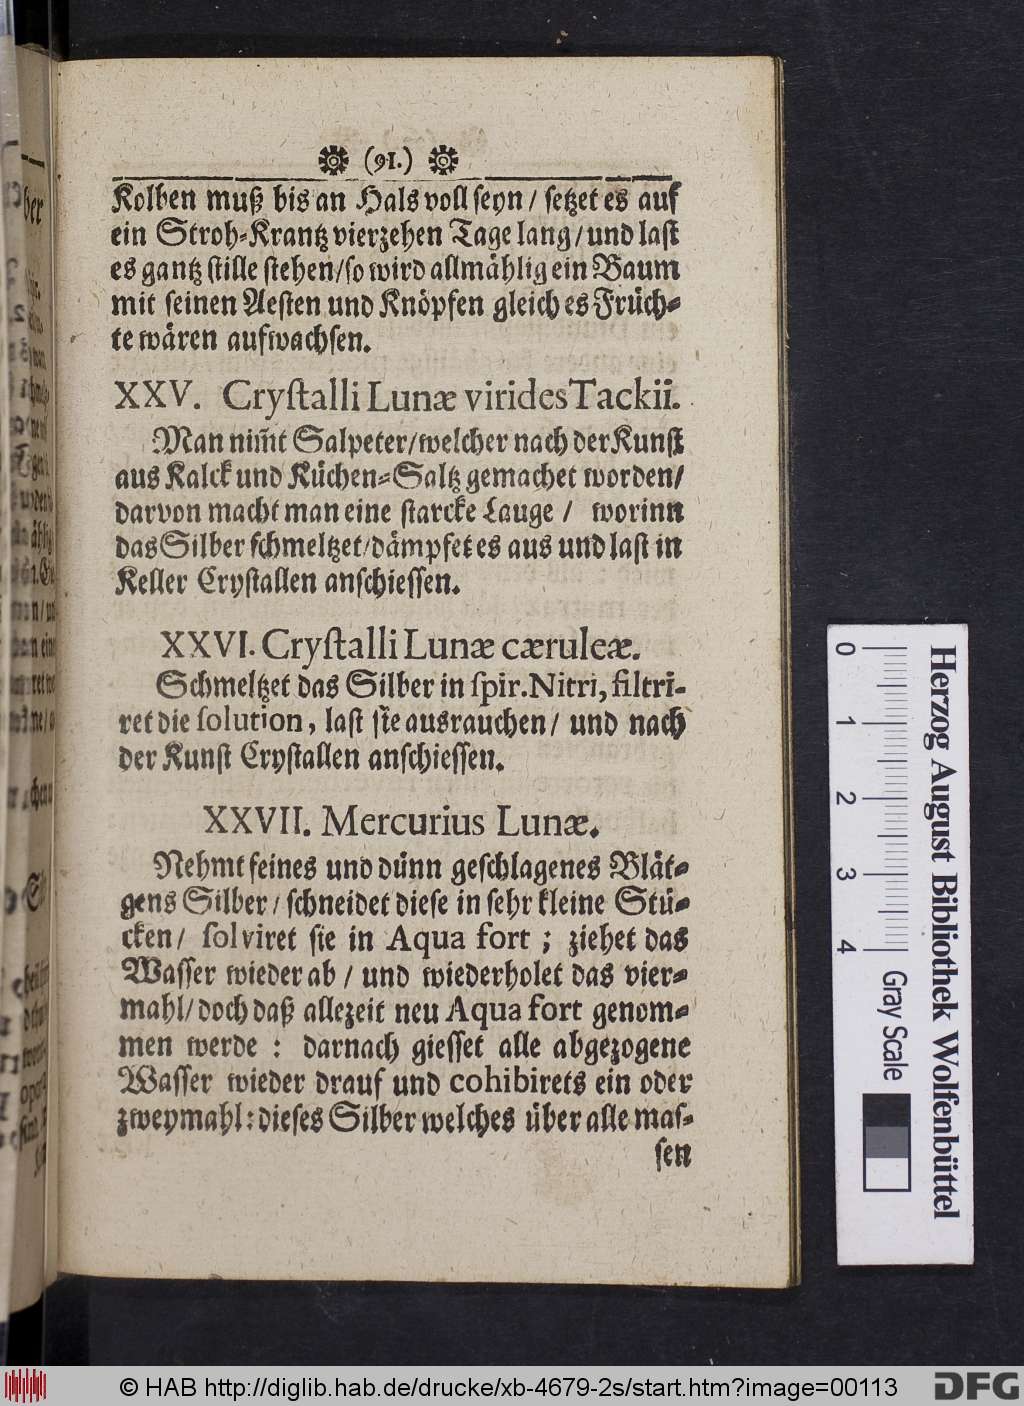 (91.)
Kolben muß bis an Hals voll seyn / setzet es auf
ein Stroh-Krantz vierzehen Tage lang / und last
es gantz stille stehen / so wird allmählig ein Baum
mit seinen Aesten und Knöpfen gleich es Früch-
te wären aufwachsen.
XXV. Crystalli Lunæ virides Tackii.
Man nim̃t Salpeter / welcher nach der Kunst
aus Kalck und Küchen-Saltz gemachet worden /
darvon macht man eine starcke Lauge / worinn
das Silber schmeltzet / dämpfet es aus und last in
Keller Crystallen anschiessen.
XXVI. Crystalli Lunæ cæruleæ.
Schmeltzet das Silber in spir. Nitri, filtri-
ret die solution, last sie ausrauchen / und nach
der Kunst Crystallen anschiessen.
XXVII. Mercurius Lunæ.
Nehmt feines und dünn geschlagenes Blät-
gens Silber / schneidet diese in sehr kleine Stü-
cken / solviret sie in Aqua fort ; ziehet das
Wasser wieder ab / und wiederholet das vier-
mahl / doch daß allezeit neu Aqua fort genom-
men werde : darnach giesset alle abgezogene
Wasser wieder drauf und cohibirets ein oder
zweymahl : dieses Silber welches über alle mas-
sen
0 1 2 3 4
Gray Scale
Herzog August Bibliothek Wolfenbüttel
© HAB http://diglib.hab.de/drucke/xb-4679-2s/start.htm?image=00113
DFG